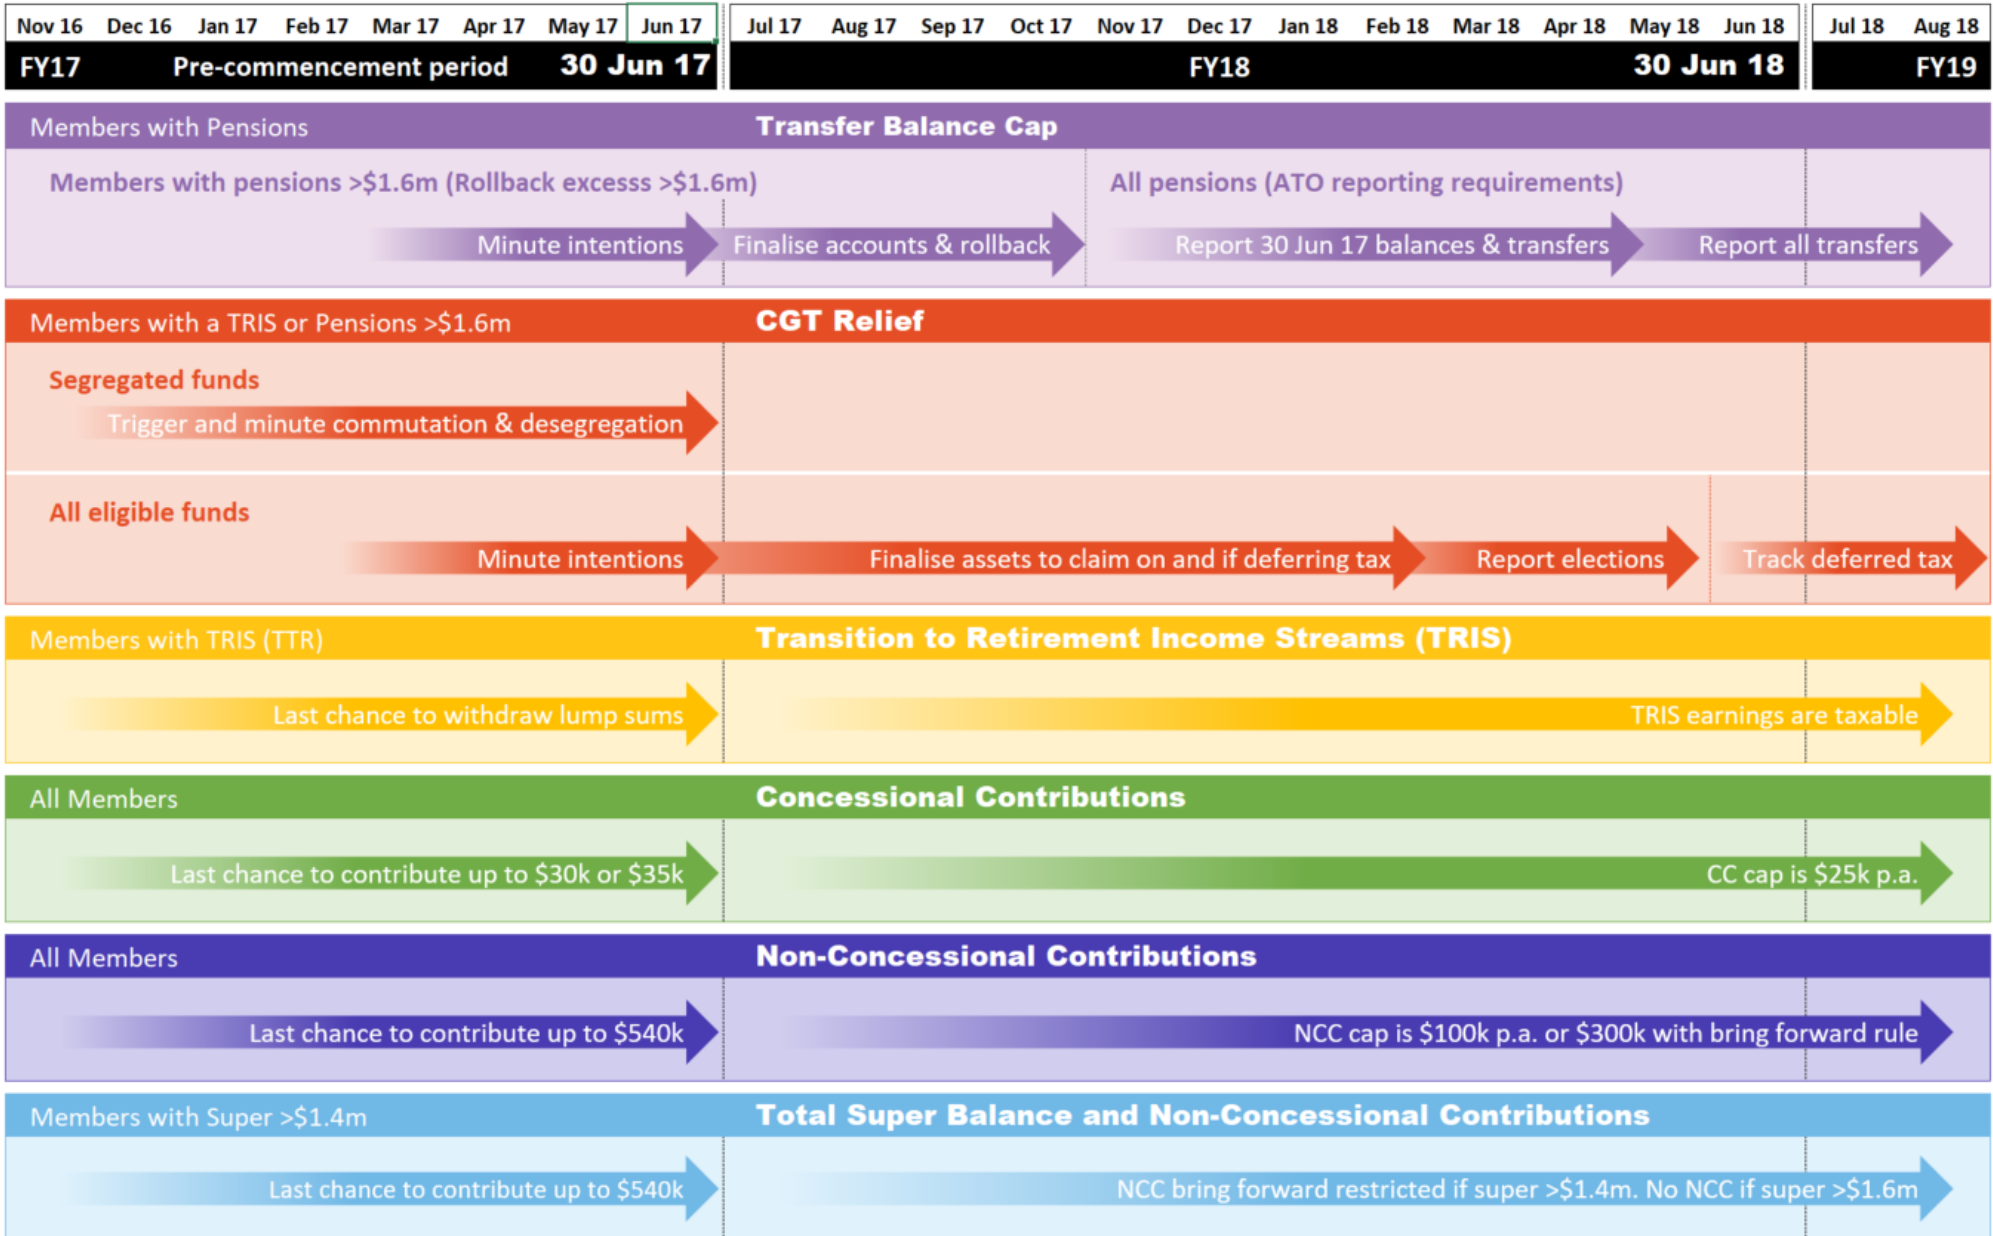 Nov 16 Dec 16 Jan 17 Feb 17 Mar 17 Apr 17 May 17 Jun 17 Jul 17 Aug 17 Sep 17 Oct 17 Nov 17 Dec 17 Jan 18 Feb 18 Mar 18 Apr 18 May 18 Jun 18 Jul 18 Aug 18
FY17 Pre-commencement period 30 Jun 17 FY18 30 Jun 18 FY19
Members with Pensions Transfer Balance Cap
Members with pensions >$1.6m (Rollback excesss >$1.6m) All pensions (ATO reporting requirements)
Minute intentions Finalise accounts & rollback Report 30 Jun 17 balances & transfers Report all transfers
Members with a TRIS or Pensions >$1.6m CGT Relief
Segregated funds
Trigger and minute commutation & desegregation
All eligible funds
Minute intentions Finalise assets to claim on and if deferring tax Report elections Track deferred tax
Members with TRIS (TTR) Transition to Retirement Income Streams (TRIS)
Last chance to withdraw lump sums TRIS earnings are taxable
All Members Concessional Contributions
Last chance to contribute up to $30k or $35k CC cap is $25k p.a.
All Members Non-Concessional Contributions
Last chance to contribute up to $540k NCC cap is $100k p.a. or $300k with bring forward rule
Members with Super >$1.4m Total Super Balance and Non-Concessional Contributions
Last chance to contribute up to $540k NCC bring forward restricted if super >$1.4m. No NCC if super >$1.6m